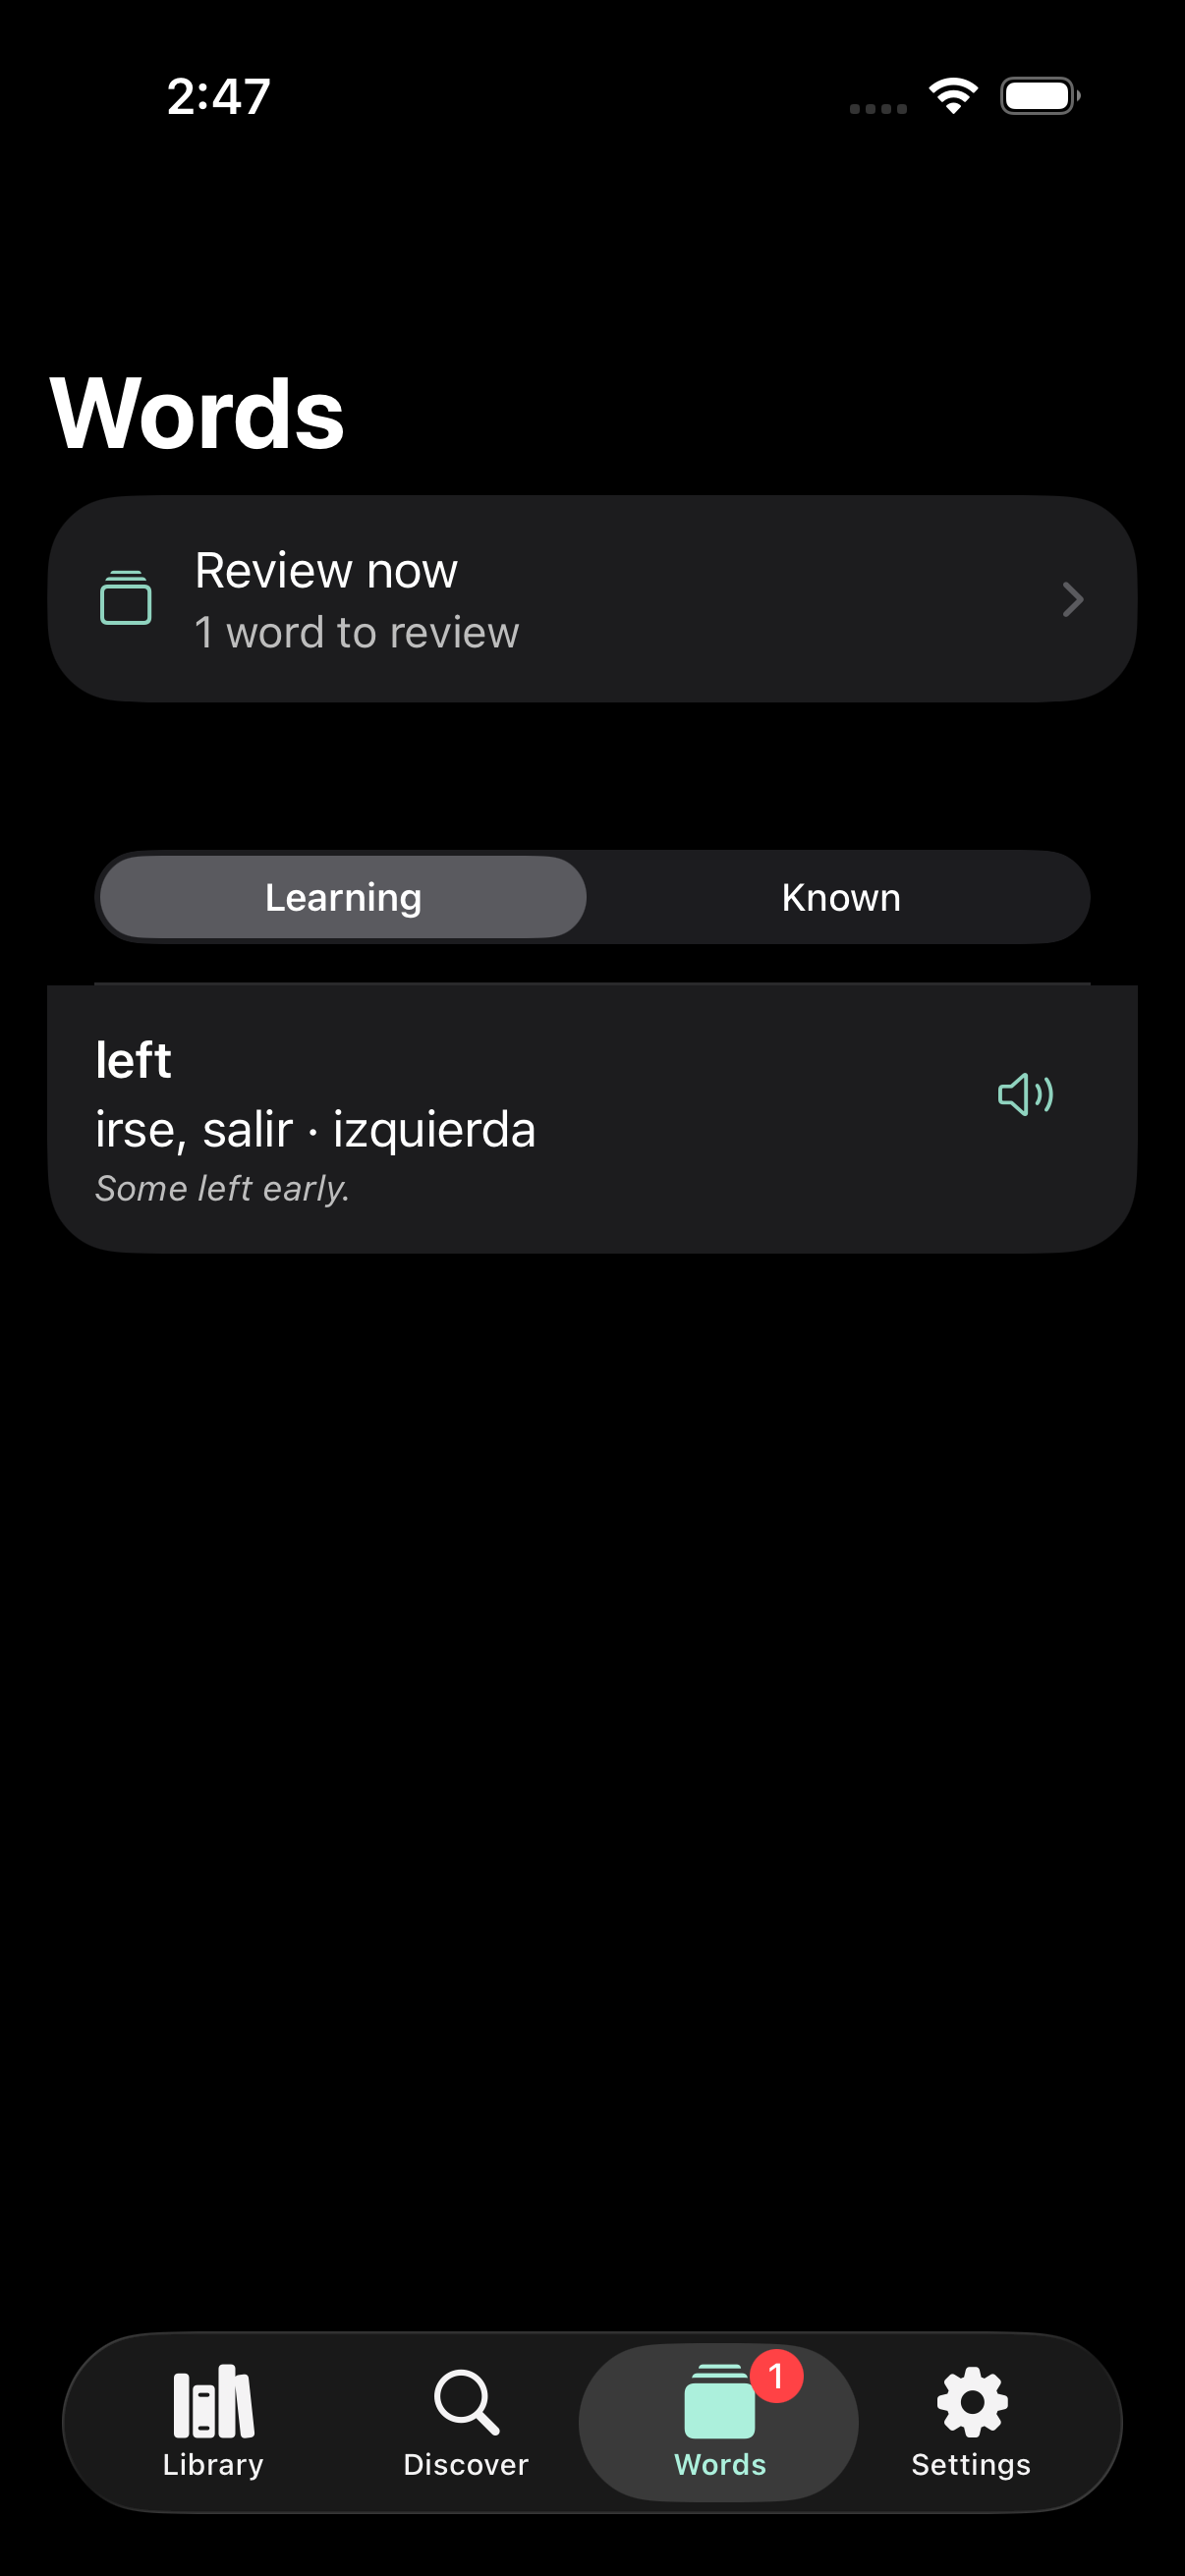 2:47
Words
Review now
1 word to review
Learning
Known
left
irse, salir · izquierda
Some left early.
1
Library
Discover
Words
Settings